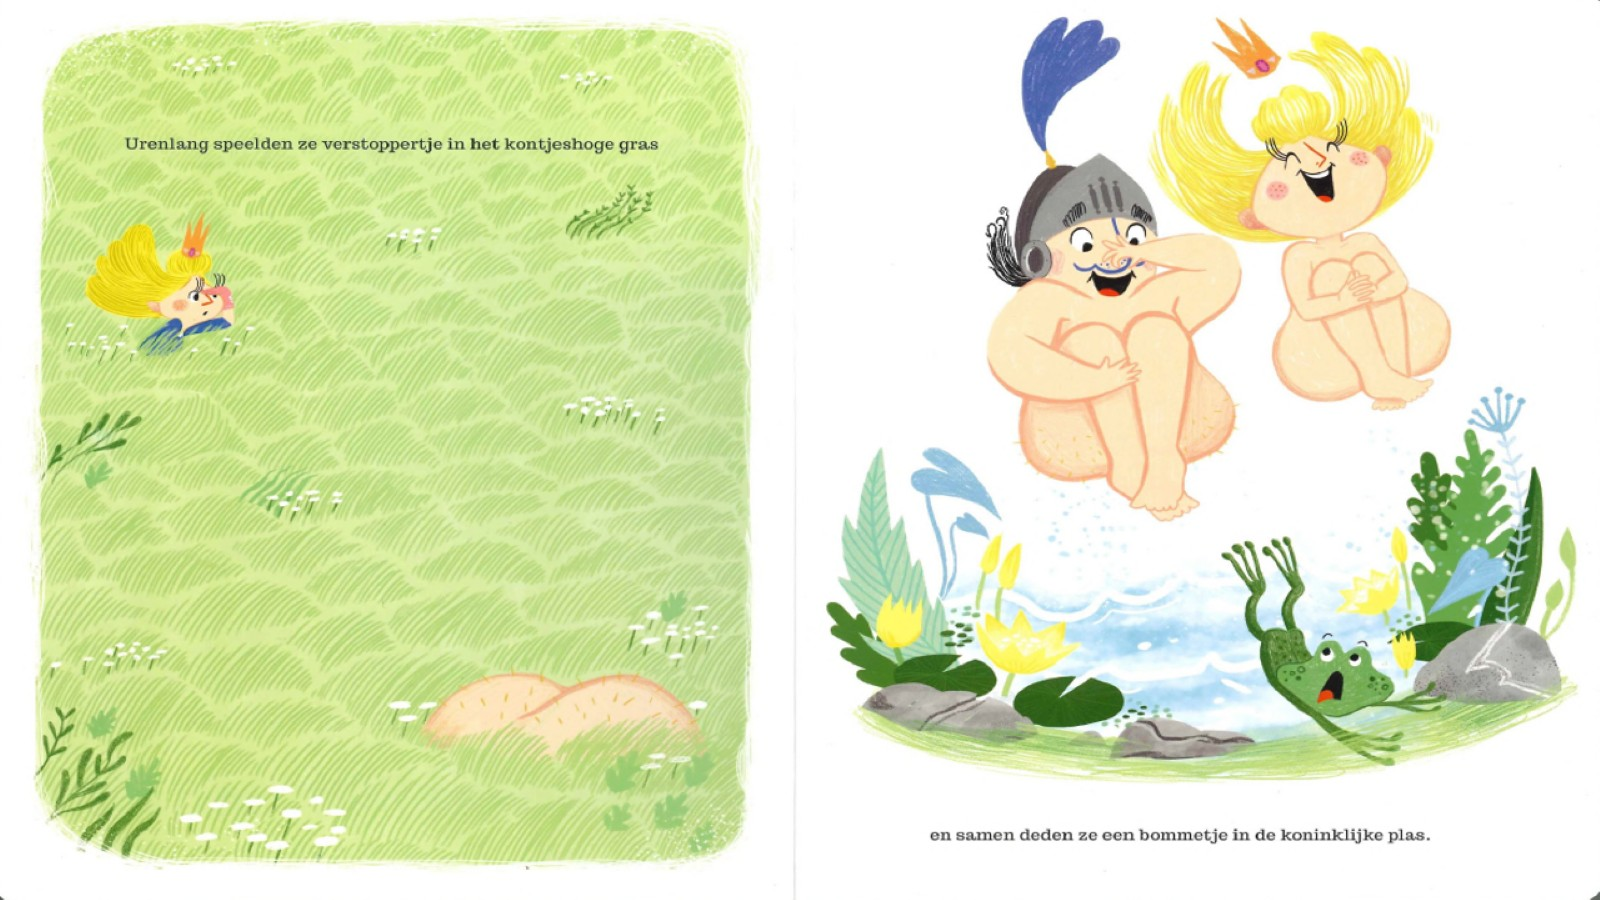 Urenlang speelden ze verstoppertje in het kontjeshoge gras
en samen deden ze een bommetje in de koninklijke plas.